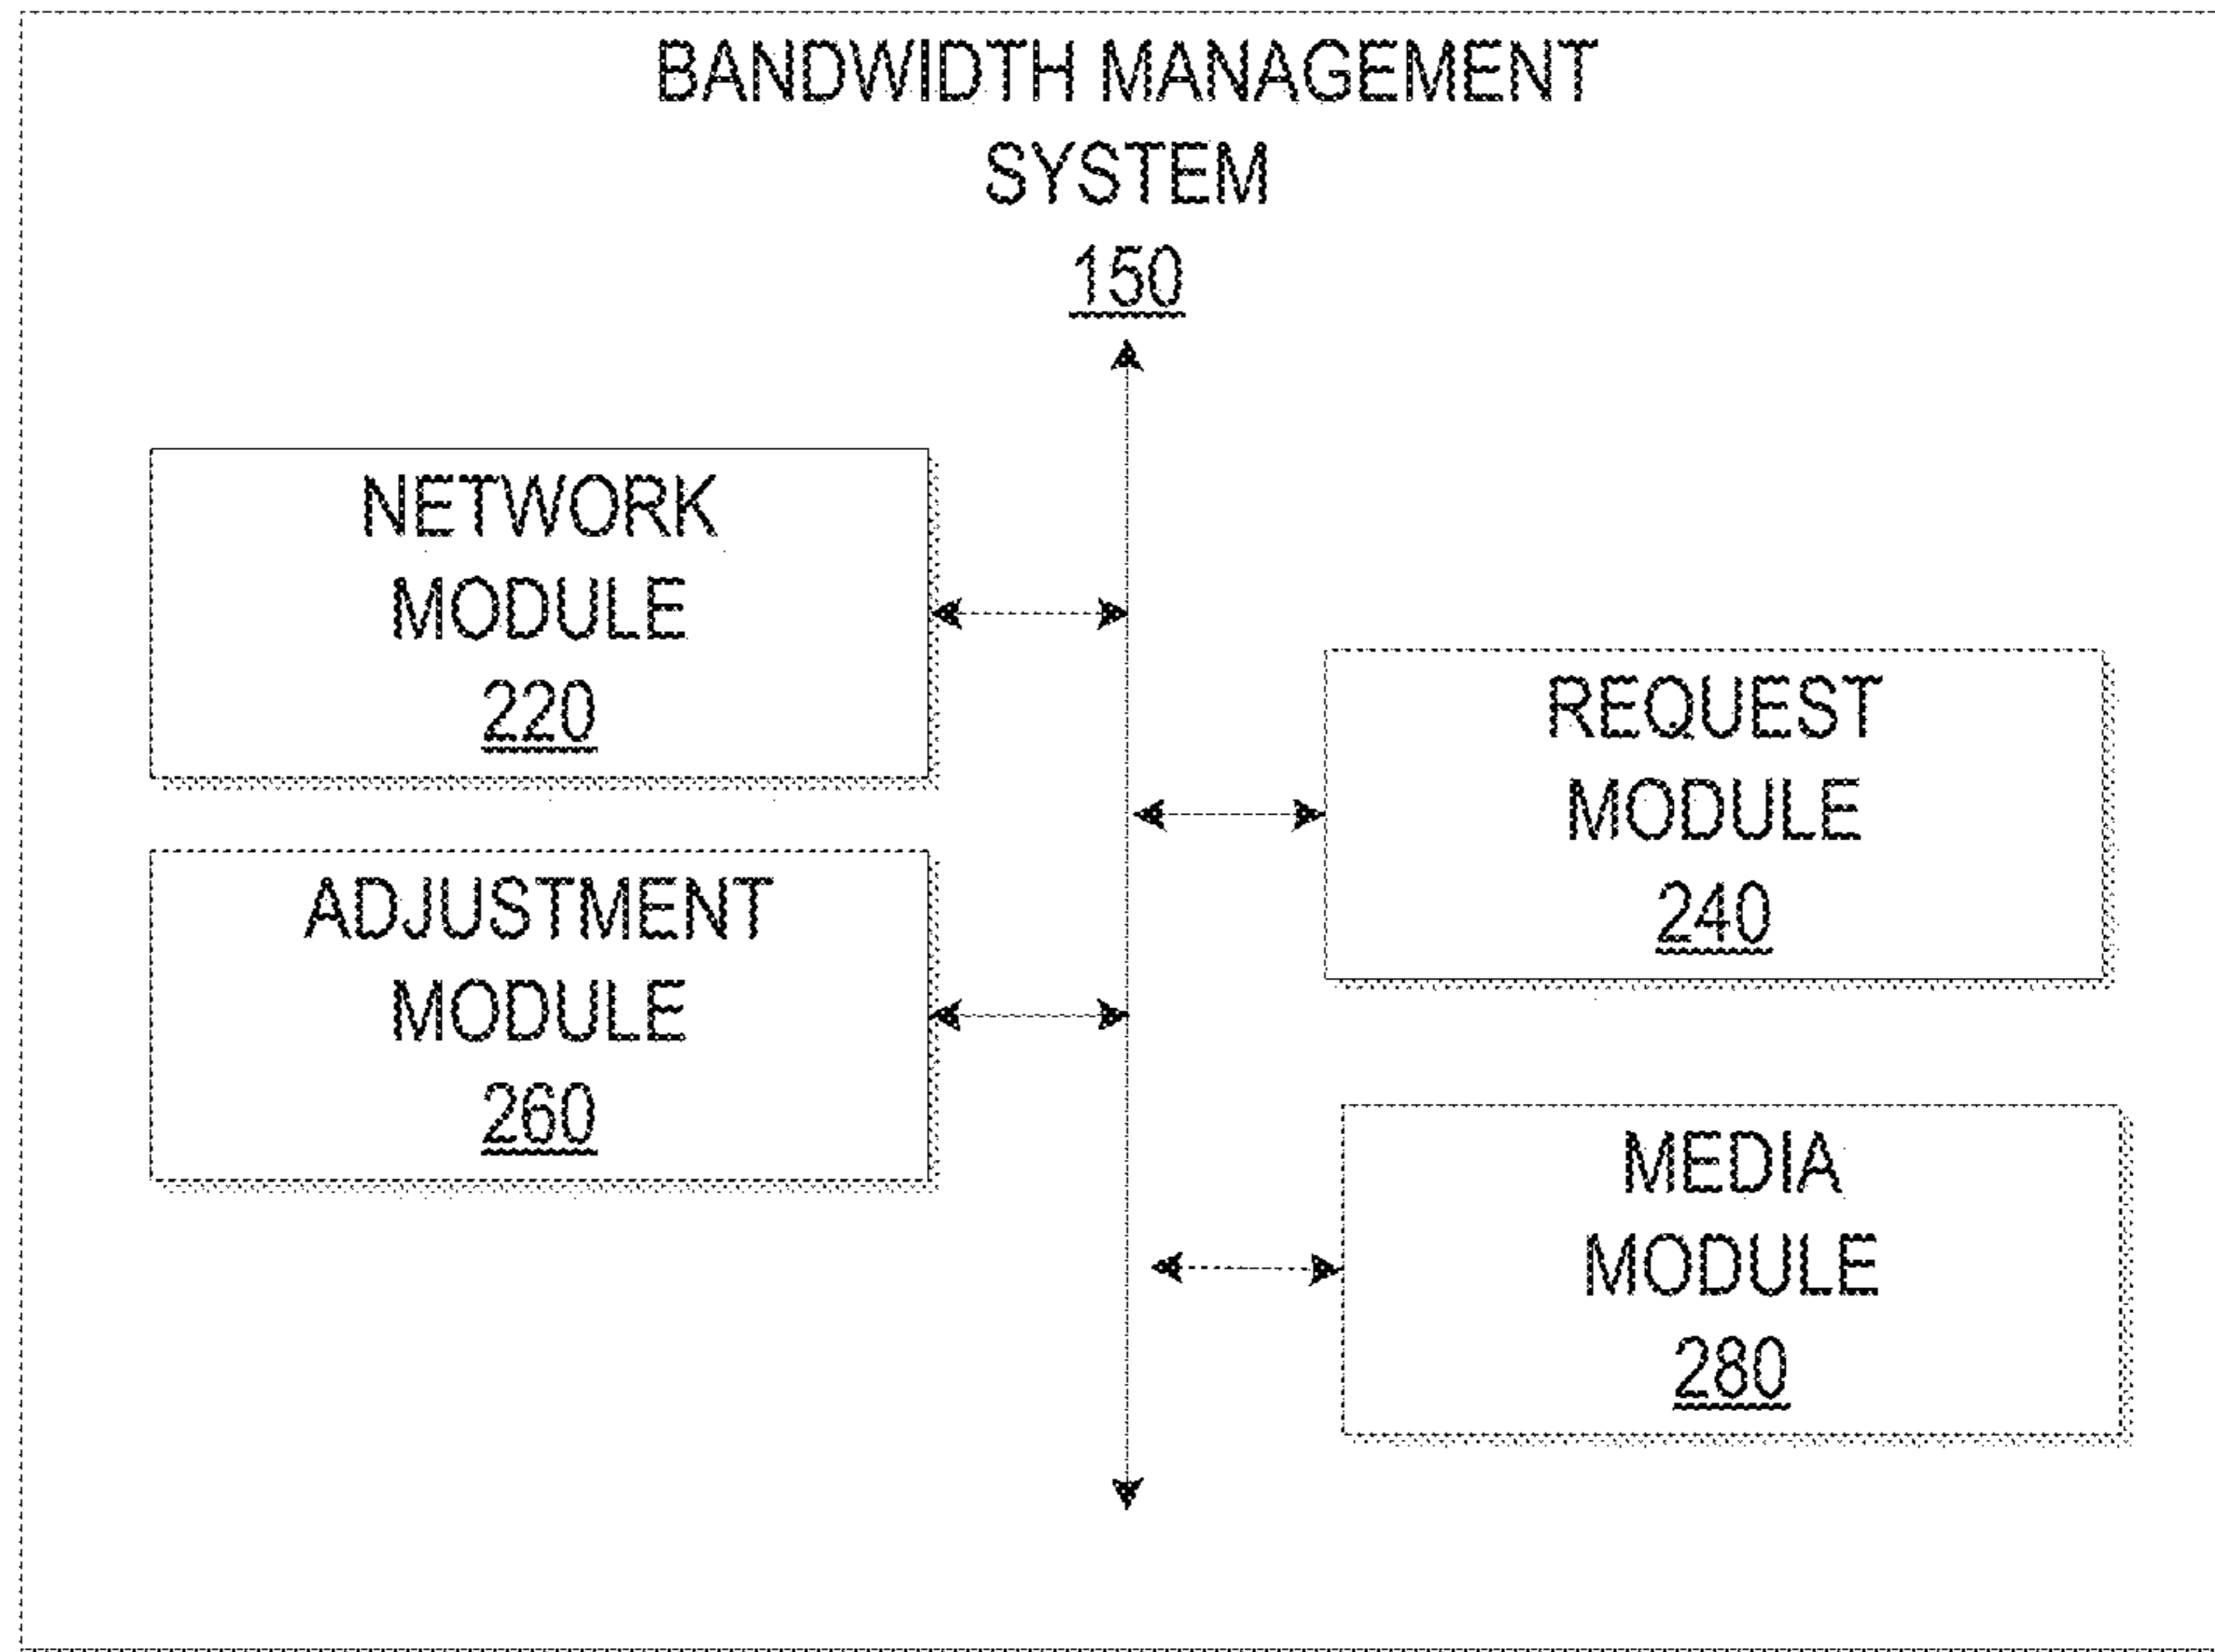 BANDWIDTH MANAGEMENT
SYSTEM
150
NETWORK
MODULE
220
REQUEST
MODULE
240
ADJUSTMENT
MODULE
260
MEDIA
MODULE
280